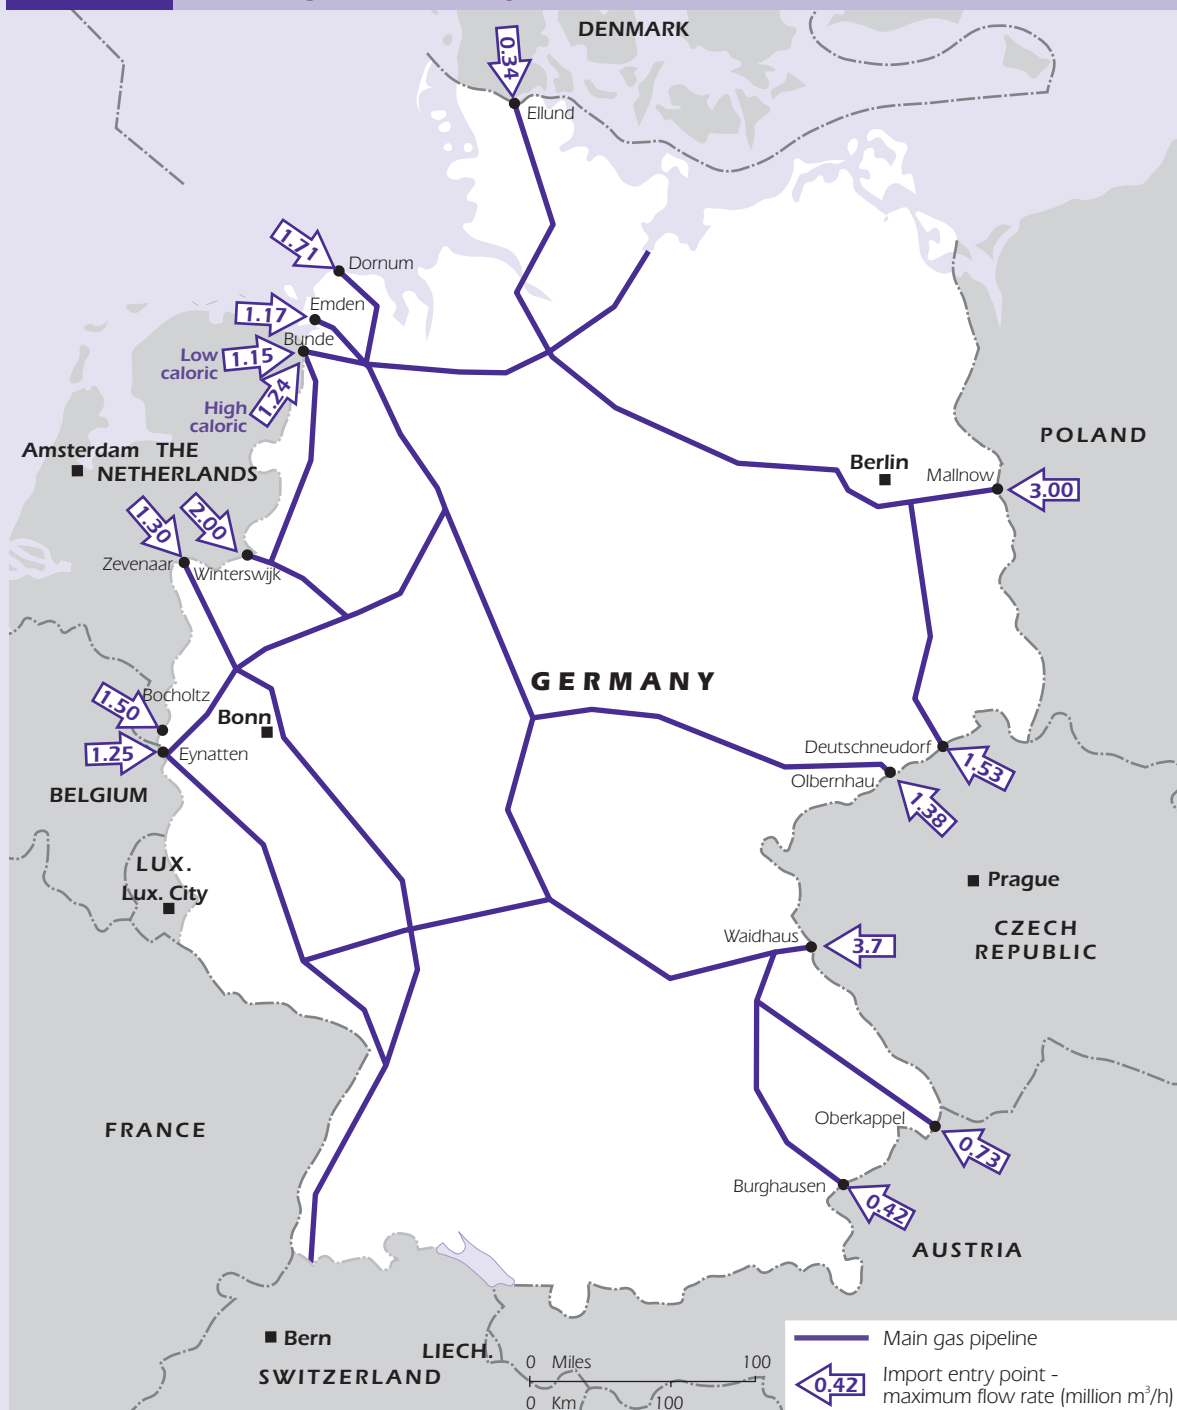 DENMARK
0.34
Ellund
1.71
Dornum
Emden
1.17
Bunde
Low
caloric
1.15
High
caloric
1.24
Amsterdam
THE
NETHERLANDS
POLAND
Berlin
Mallnow
3.00
1.30
2.00
Zevenaar
Winterswijk
GERMANY
Bocholtz
1.50
Bonn
1.25
Eynatten
BELGIUM
Deutschneudorf
1.53
Olbernhau
1.38
LUX.
Lux. City
Prague
CZECH
REPUBLIC
Waidhaus
3.7
FRANCE
Oberkappel
0.73
Burghausen
0.42
AUSTRIA
Bern
LIECH.
SWITZERLAND
0 Miles 100
0 Km 100
Main gas pipeline
0.42
Import entry point -
maximum flow rate (million m³/h)